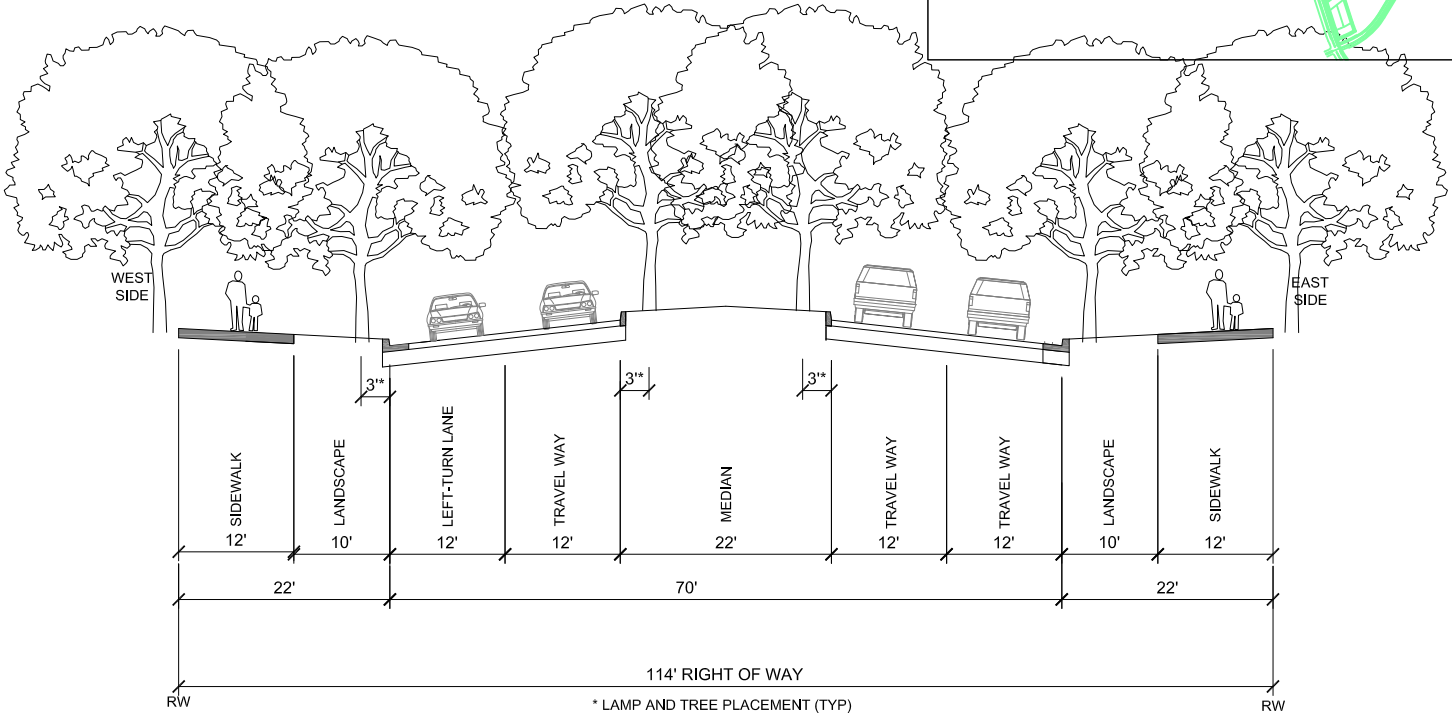 WEST
SIDE
EAST
SIDE
3'*
3'*
3'*
SIDEWALK
LANDSCAPE
LEFT-TURN LANE
TRAVEL WAY
MEDIAN
TRAVEL WAY
TRAVEL WAY
LANDSCAPE
SIDEWALK
12'
10'
12'
12'
22'
12'
12'
10'
12'
22'
70'
22'
114' RIGHT OF WAY
RW
* LAMP AND TREE PLACEMENT (TYP)
RW